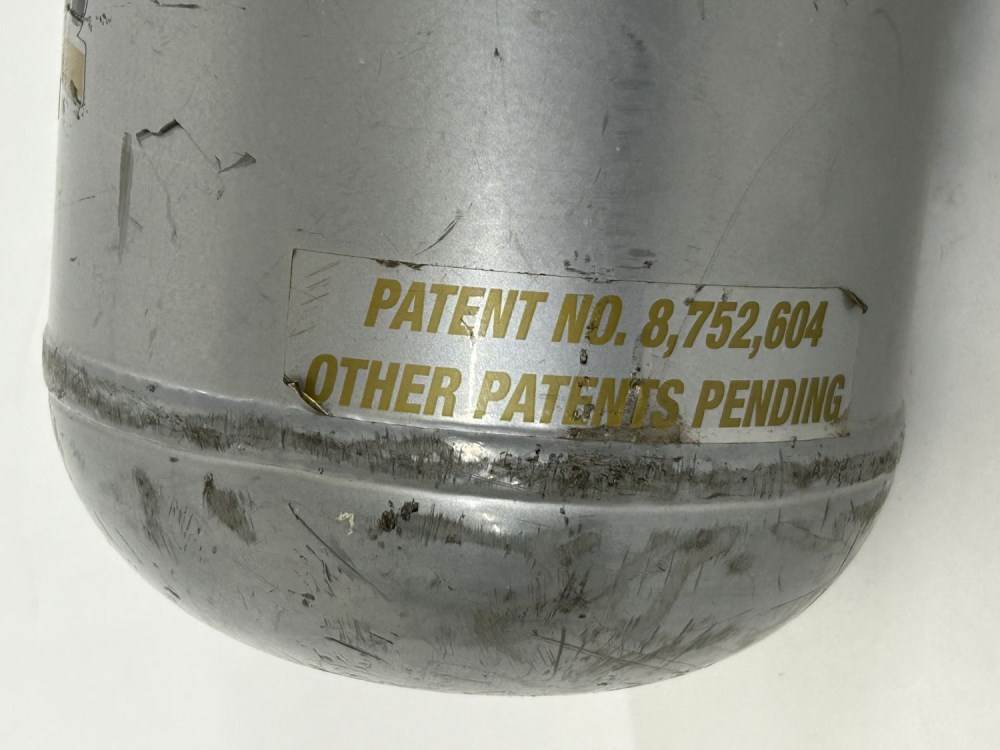 PATENT NO. 8,752,604
OTHER PATENTS PENDING